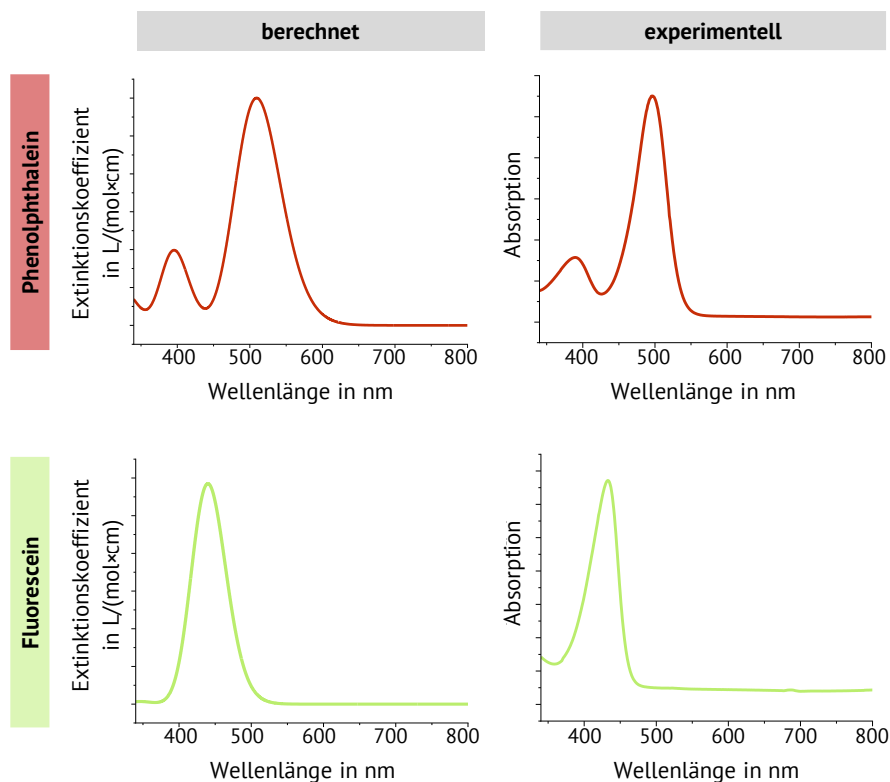 berechnet
experimentell
Phenolphthalein
Extinktionskoeffizient
in L/(mol×cm)
400 500 600 700 800
Wellenlänge in nm
Absorption
400 500 600 700 800
Wellenlänge in nm
Fluorescein
Extinktionskoeffizient
in L/(mol×cm)
400 500 600 700 800
Wellenlänge in nm
Absorption
400 500 600 700 800
Wellenlänge in nm